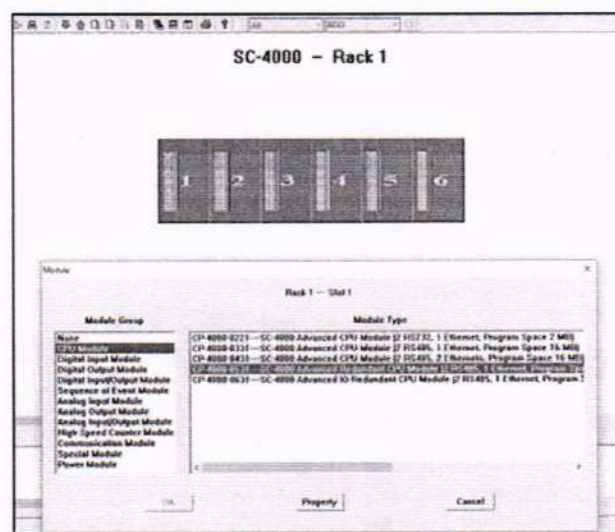 All
SC-4000 – Rack 1
1 2 3 4 5 6
Module
Rack 1 -- Slot 1
Module Group
Module Type
None
CPU Module
Digital Input Module
Digital Output Module
Digital Input/Output Module
Sequence of Event Module
Analog Input Module
Analog Output Module
Analog Input/Output Module
High Speed Counter Module
Communication Module
Special Module
Power Module
CP-4000-0221---SC-4000 Advanced CPU Module (2 RS232, 1 Ethernet, Program Space 2 MB)
CP-4000-0331---SC-4000 Advanced CPU Module (2 RS485, 1 Ethernet, Program Space 16 MB)
CP-4000-0431---SC-4000 Advanced CPU Module (2 RS485, 2 Ethernets, Program Space 16 MB
SC-4000 Advanced Redundant CPU Module (2 RS485, 1 Ethernet, Program
CP-4000-0631---SC-4000 Advanced IO Redundant CPU Module (2 RS485, 1 Ethernet, Program
OK
Property
Cancel